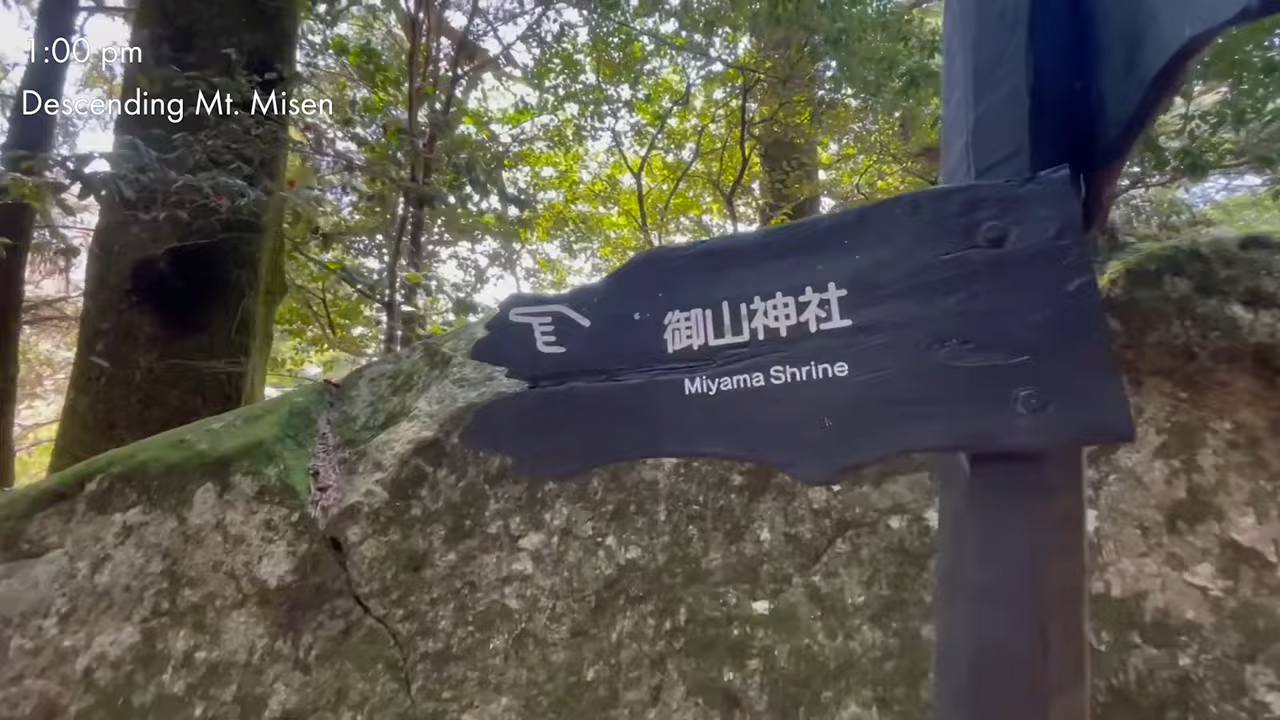 1:00 pm
Descending Mt. Misen
御山神社
Miyama Shrine